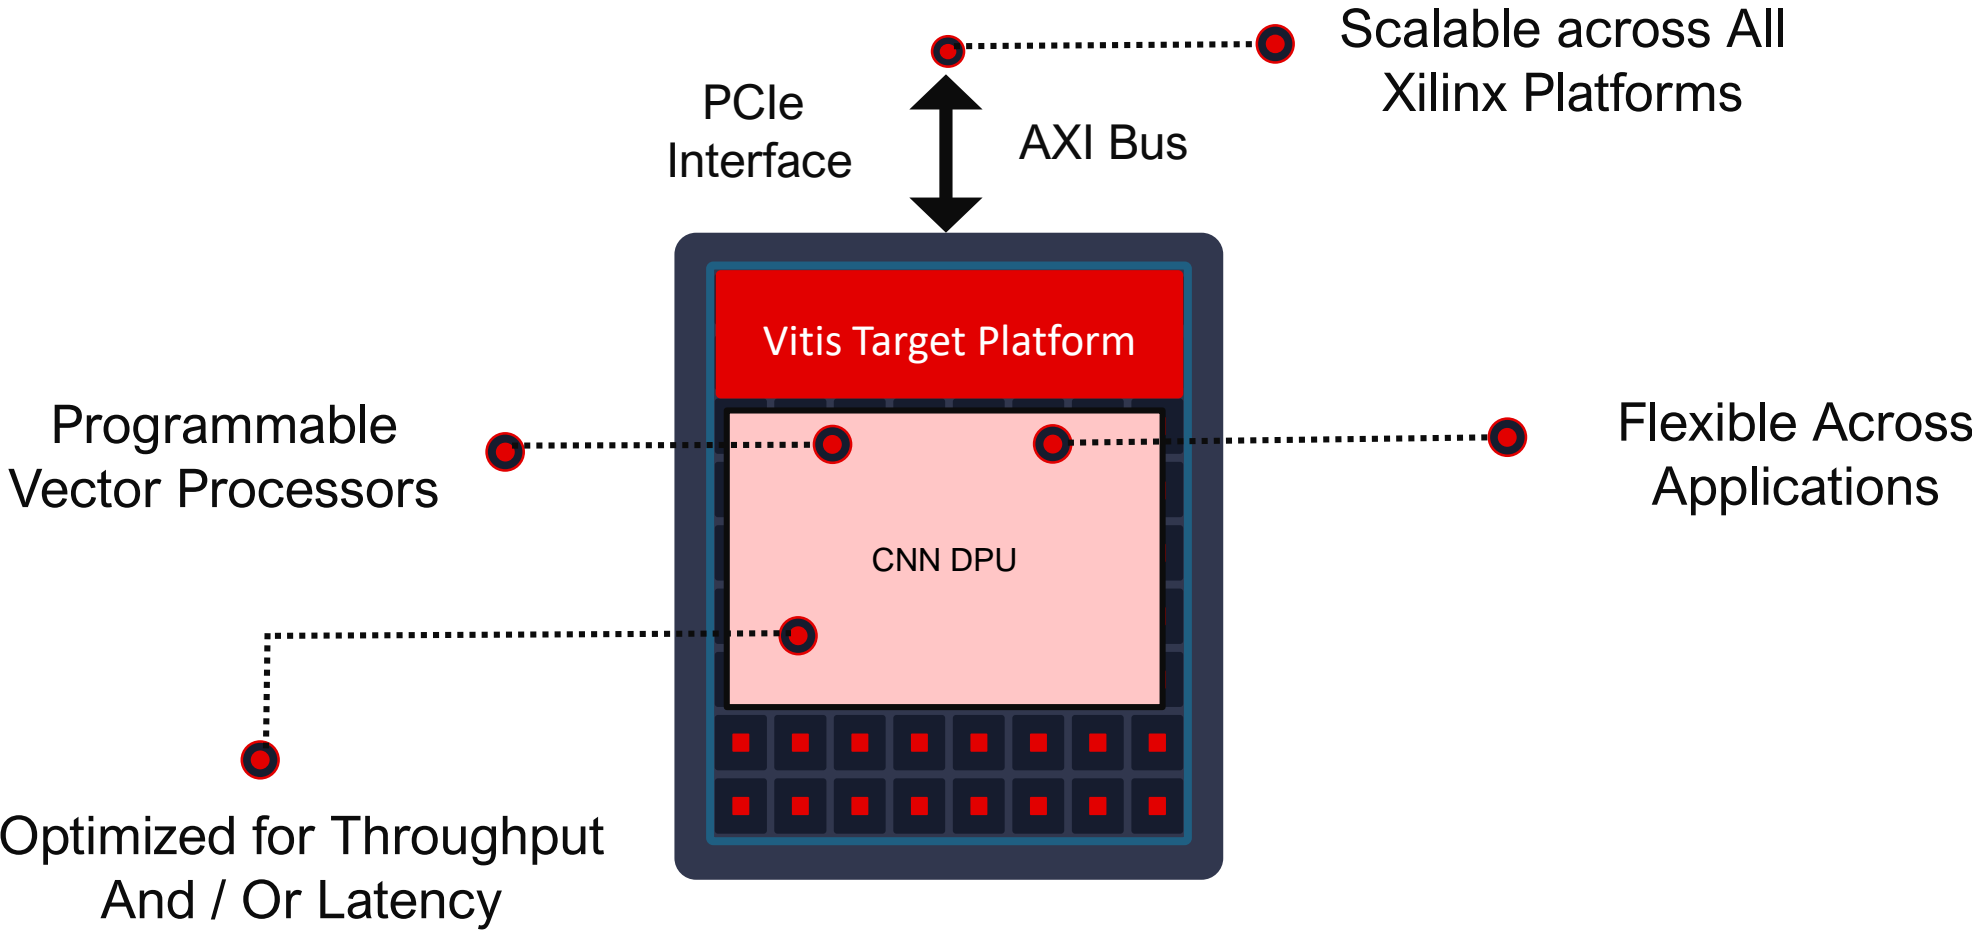 Scalable across All
Xilinx Platforms
PCIe
Interface
AXI Bus
Vitis Target Platform
Programmable
Vector Processors
Flexible Across
Applications
CNN DPU
Optimized for Throughput
And / Or Latency